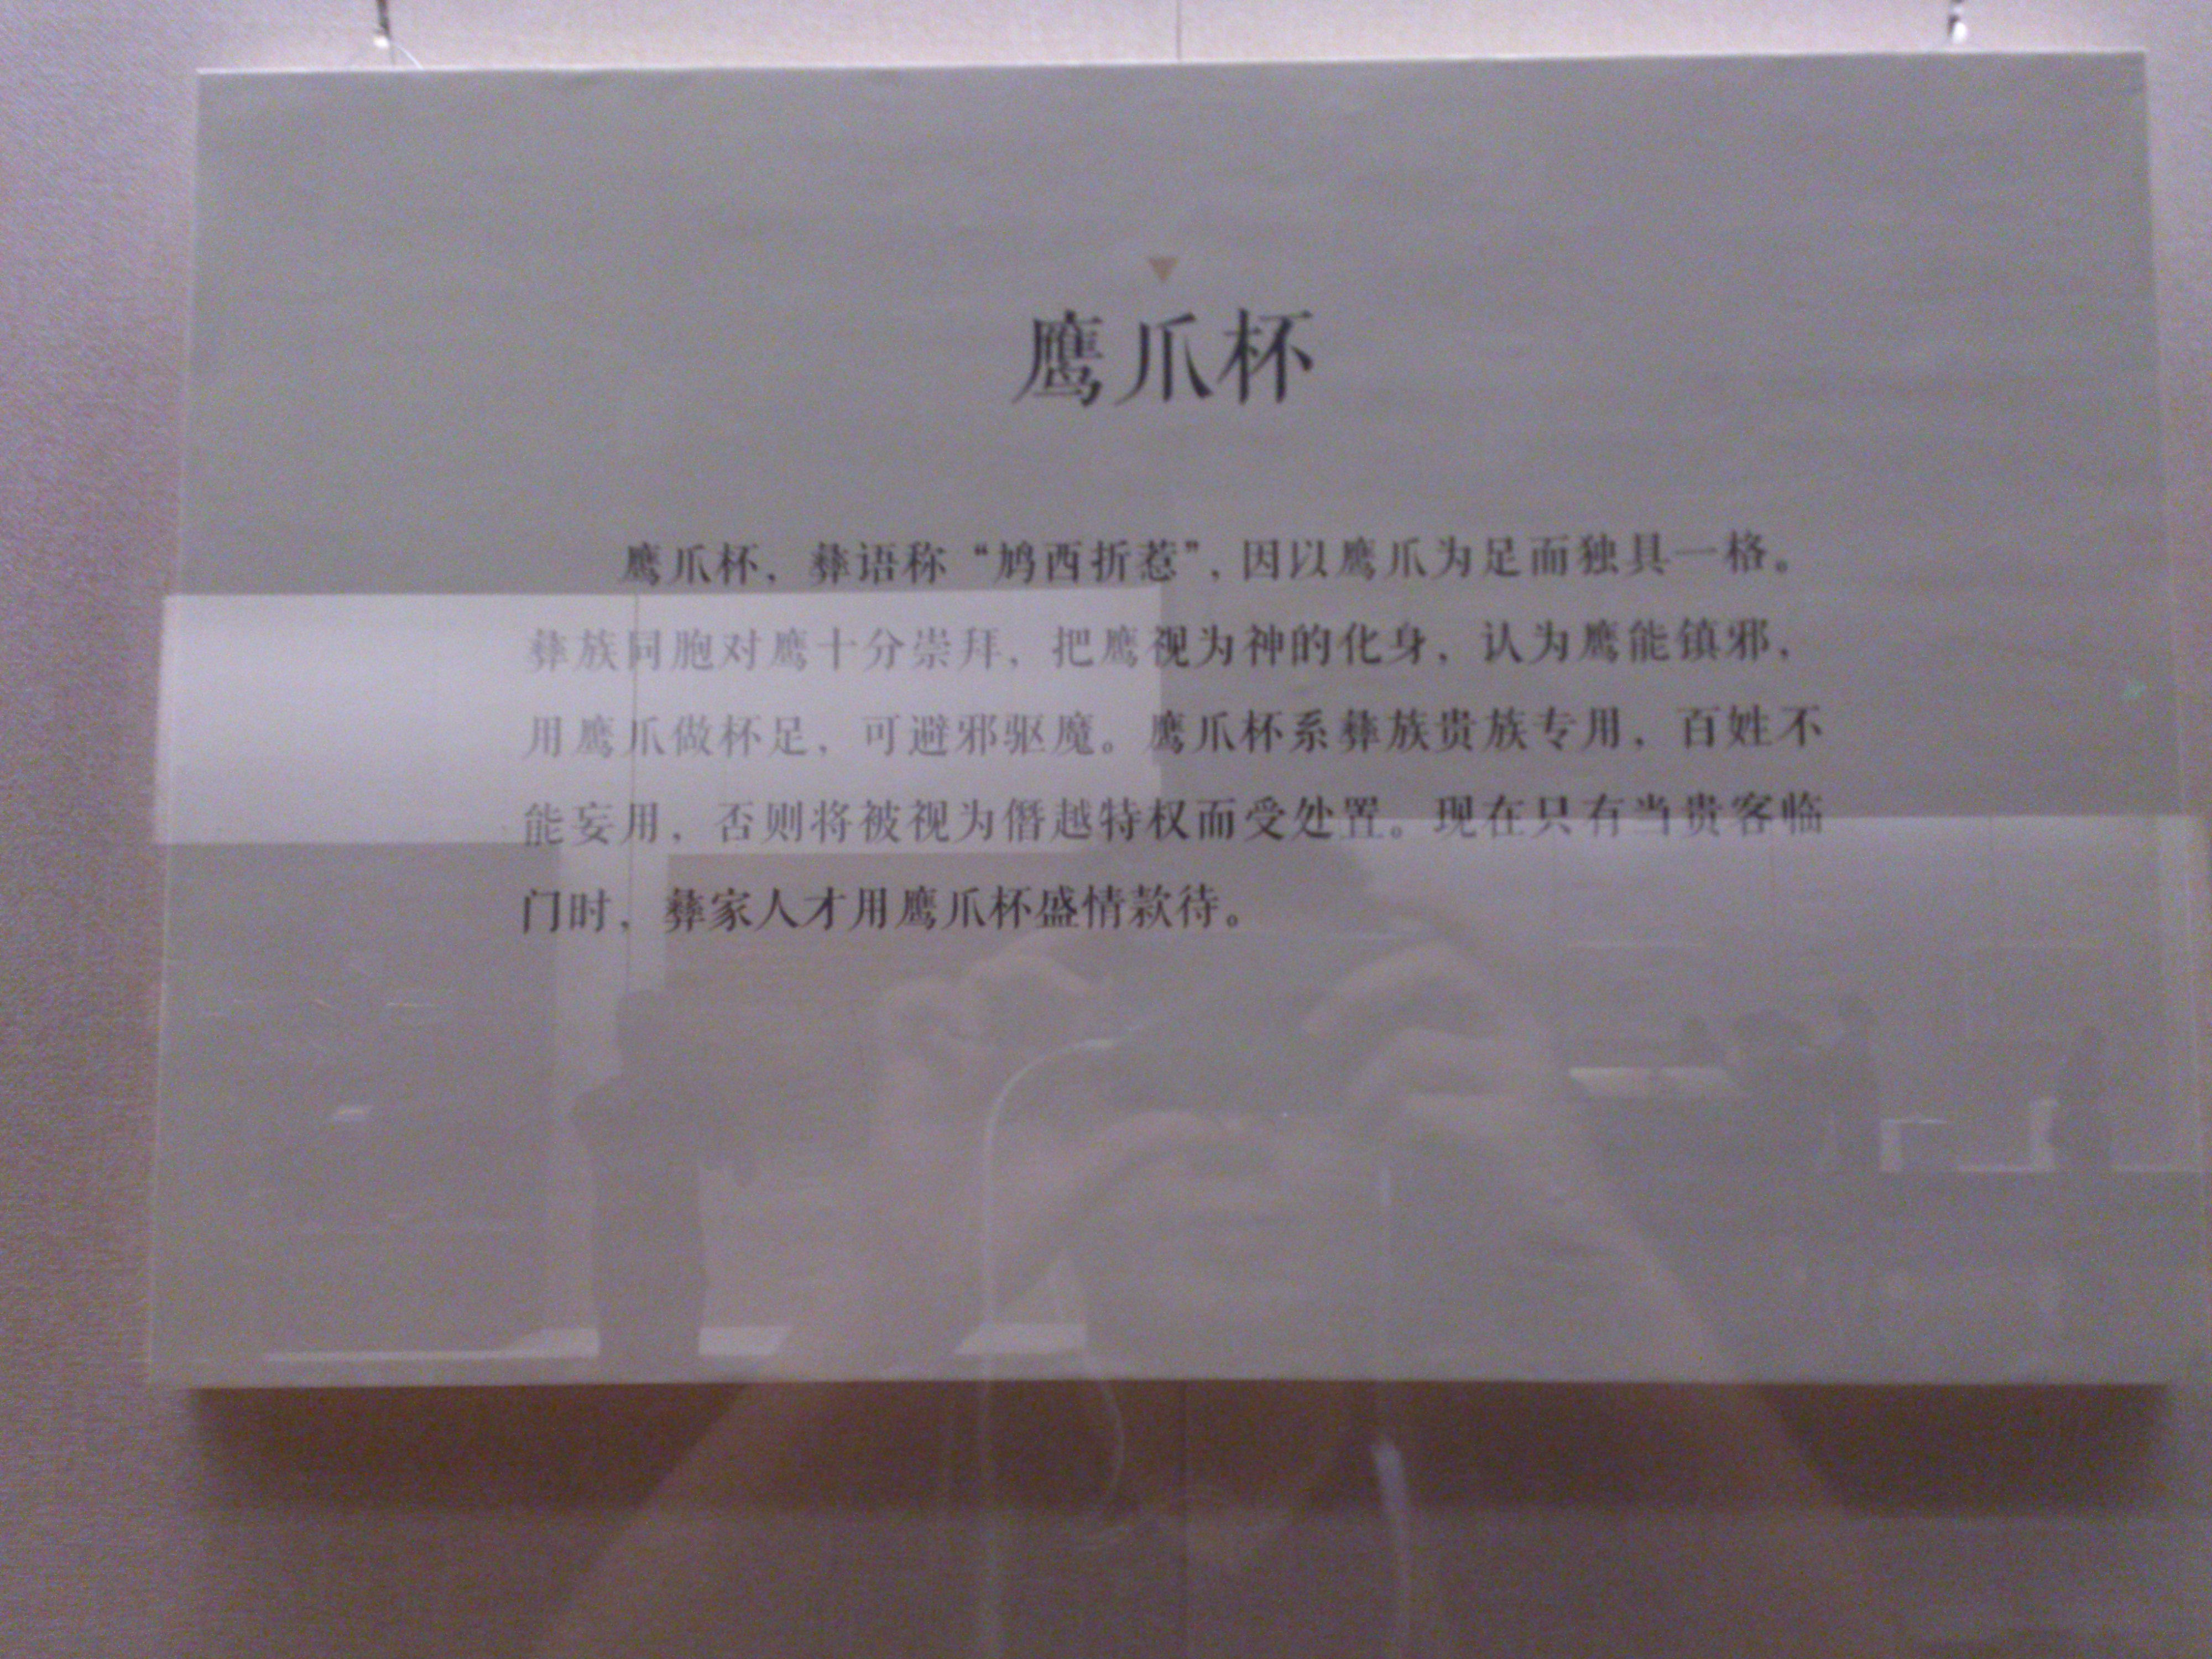 鹰爪杯
鹰爪杯，彝语称“鸠西折惹”，因以鹰爪为足而独具一格。
彝族同胞对鹰十分崇拜，把鹰视为神的化身，认为鹰能镇邪，
用鹰爪做杯足，可避邪驱魔。鹰爪杯系彝族贵族专用，百姓不
能妄用，否则将被视为僭越特权而受处置。现在只有当贵客临
门时，彝家人才用鹰爪杯盛情款待。